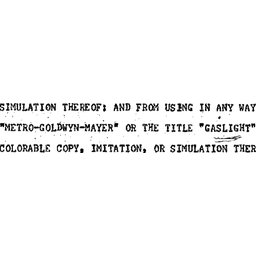 SIMULATION THEREOF; AND FROM USING IN ANY WAY
"METRO-GOLDWYN-MAYER" OR THE TITLE "GASLIGHT"
COLORABLE COPY, IMITATION, OR SIMULATION THER